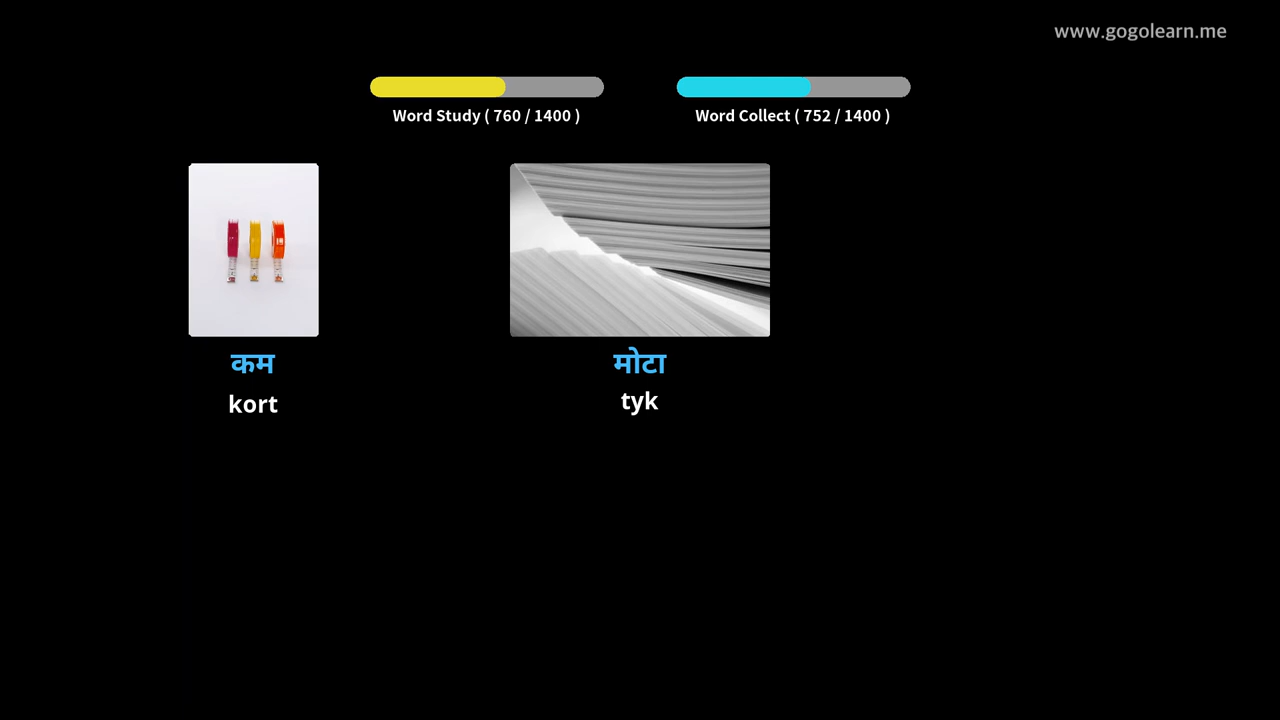 www.gogolearn.me
Word Study ( 760 / 1400 )
Word Collect ( 752 / 1400 )
कम
मोटा
kort
tyk